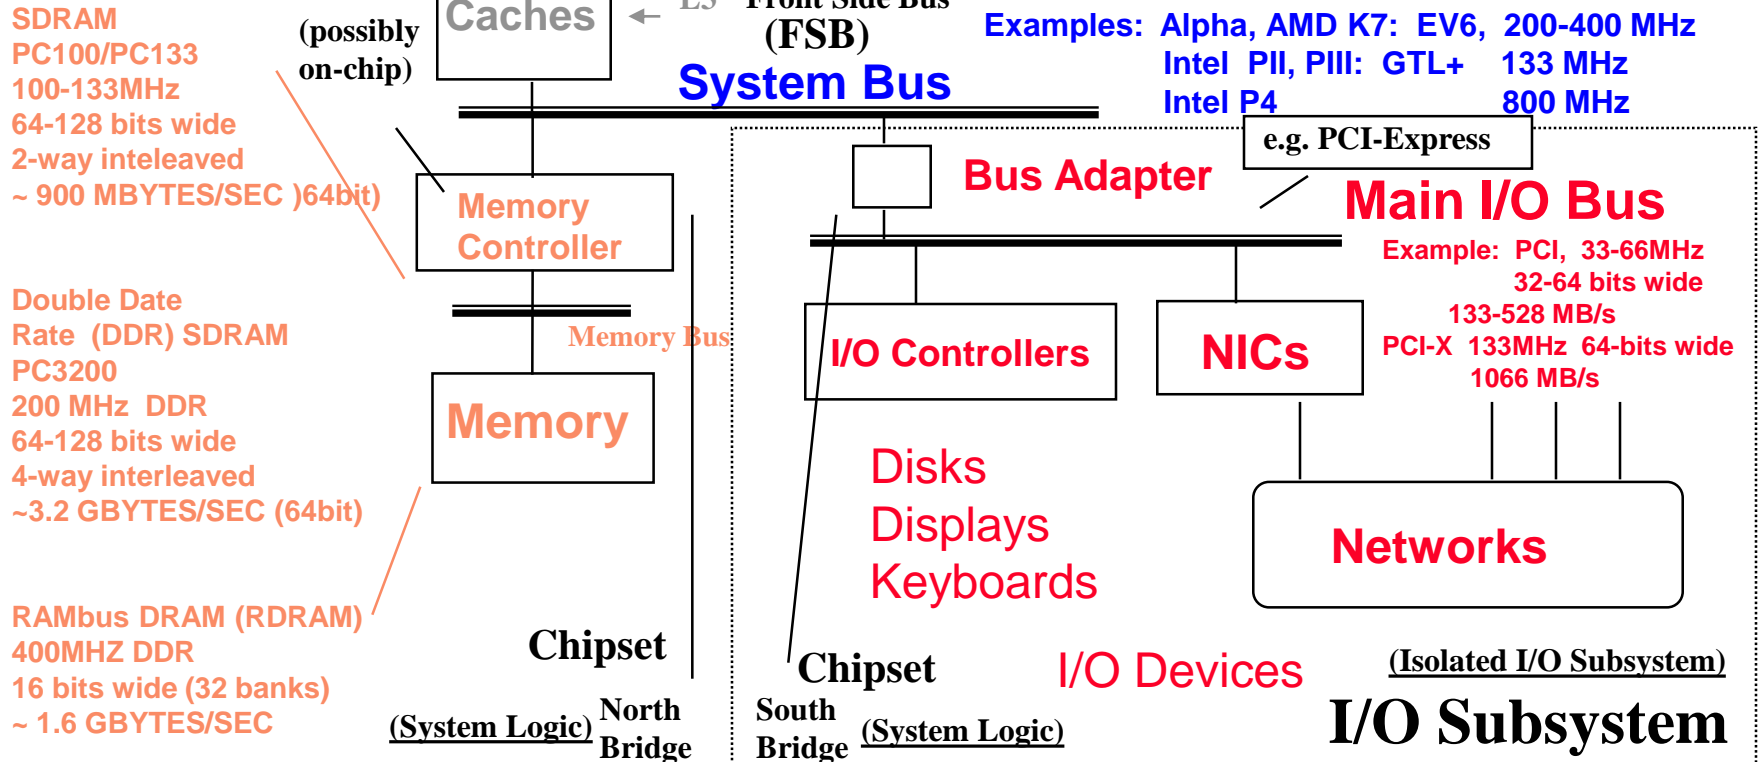 SDRAM
PC100/PC133
100-133MHz
64-128 bits wide
2-way inteleaved
~ 900 MBYTES/SEC )64bit)
(possibly
on-chip)
Caches
L3
Front Side Bus
(FSB)
System Bus
Examples: Alpha, AMD K7: EV6, 200-400 MHz
Intel PII, PIII: GTL+ 133 MHz
Intel P4 800 MHz
e.g. PCI-Express
Bus Adapter
Main I/O Bus
Memory
Controller
Example: PCI, 33-66MHz
32-64 bits wide
133-528 MB/s
PCI-X 133MHz 64-bits wide
1066 MB/s
Double Date
Rate (DDR) SDRAM
PC3200
200 MHz DDR
64-128 bits wide
4-way interleaved
~3.2 GBYTES/SEC (64bit)
Memory Bus
I/O Controllers
NICs
Memory
Disks
Displays
Keyboards
Networks
RAMbus DRAM (RDRAM)
400MHZ DDR
16 bits wide (32 banks)
~ 1.6 GBYTES/SEC
Chipset
(System Logic)
North
Bridge
Chipset
South
Bridge
(System Logic)
I/O Devices
(Isolated I/O Subsystem)
I/O Subsystem